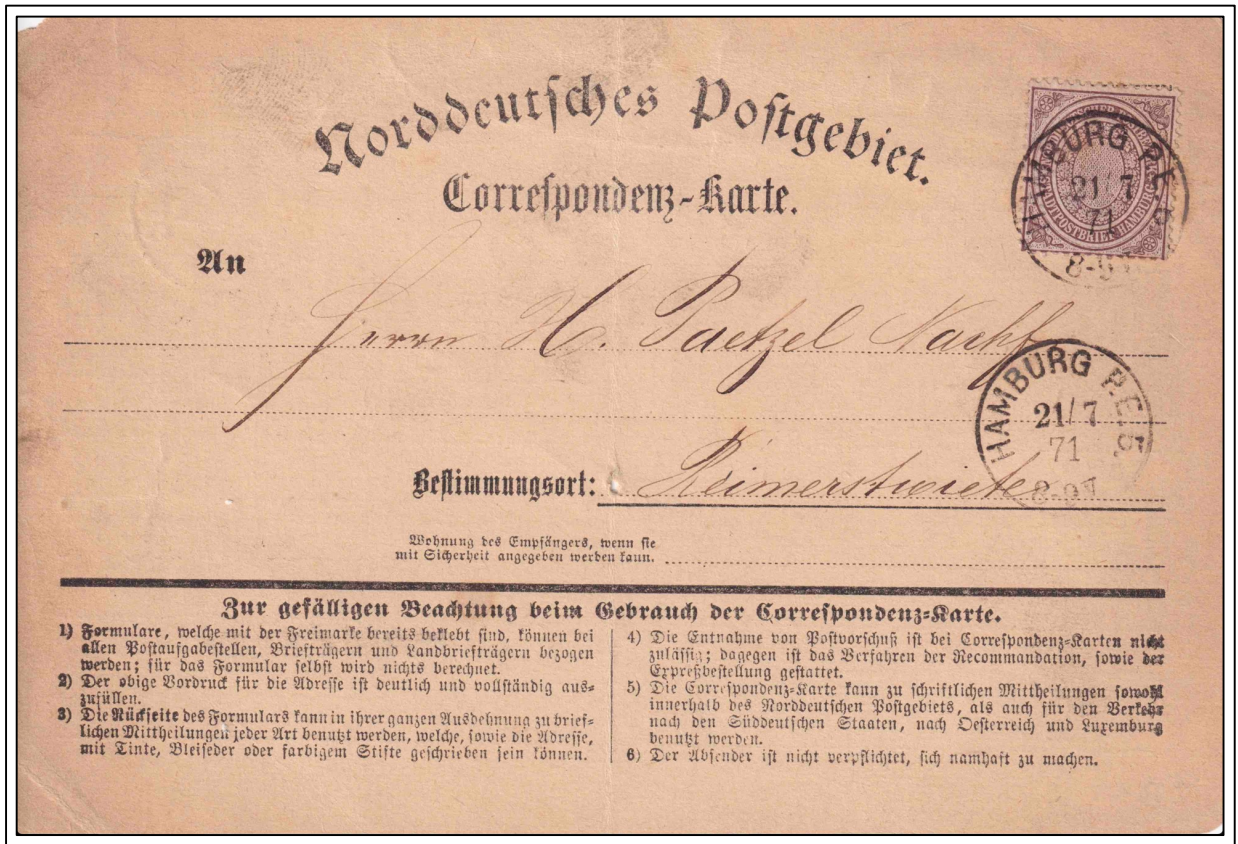 Norddeutsches Postgebiet.
Correspondenz-Karte.
HAMBURG P.E.5
21/7
71
8-9V
STADTPOSTBRIEF HAMBURG
An
Herrn H. Paetzel Nachf
HAMBURG P.E.5.
21/7
71
8-9V
Bestimmungsort: Reimerstwiete
Wohnung des Empfängers, wenn sie
mit Sicherheit angegeben werden kann.
Zur gefälligen Beachtung beim Gebrauch der Correspondenz-Karte.
1) Formulare, welche mit der Freimarke bereits beklebt sind, können bei
allen Postaufgabestellen, Briefträgern und Landbriefträgern bezogen
werden; für das Formular selbst wird nichts berechnet.
2) Der obige Vordruck für die Adresse ist deutlich und vollständig aus-
zufüllen.
3) Die Rückseite des Formulars kann in ihrer ganzen Ausdehnung zu brief-
lichen Mittheilungen jeder Art benutzt werden, welche, sowie die Adresse,
mit Tinte, Bleifeder oder farbigem Stifte geschrieben sein können.
4) Die Entnahme von Postvorschuß ist bei Correspondenz-Karten nicht
zulässig; dagegen ist das Verfahren der Recommandation, sowie der
Expreßbestellung gestattet.
5) Die Correspondenz-Karte kann zu schriftlichen Mittheilungen sowohl
innerhalb des Norddeutschen Postgebiets, als auch für den Verkehr
nach den Süddeutschen Staaten, nach Oesterreich und Luxemburg
benutzt werden.
6) Der Absender ist nicht verpflichtet, sich namhaft zu machen.